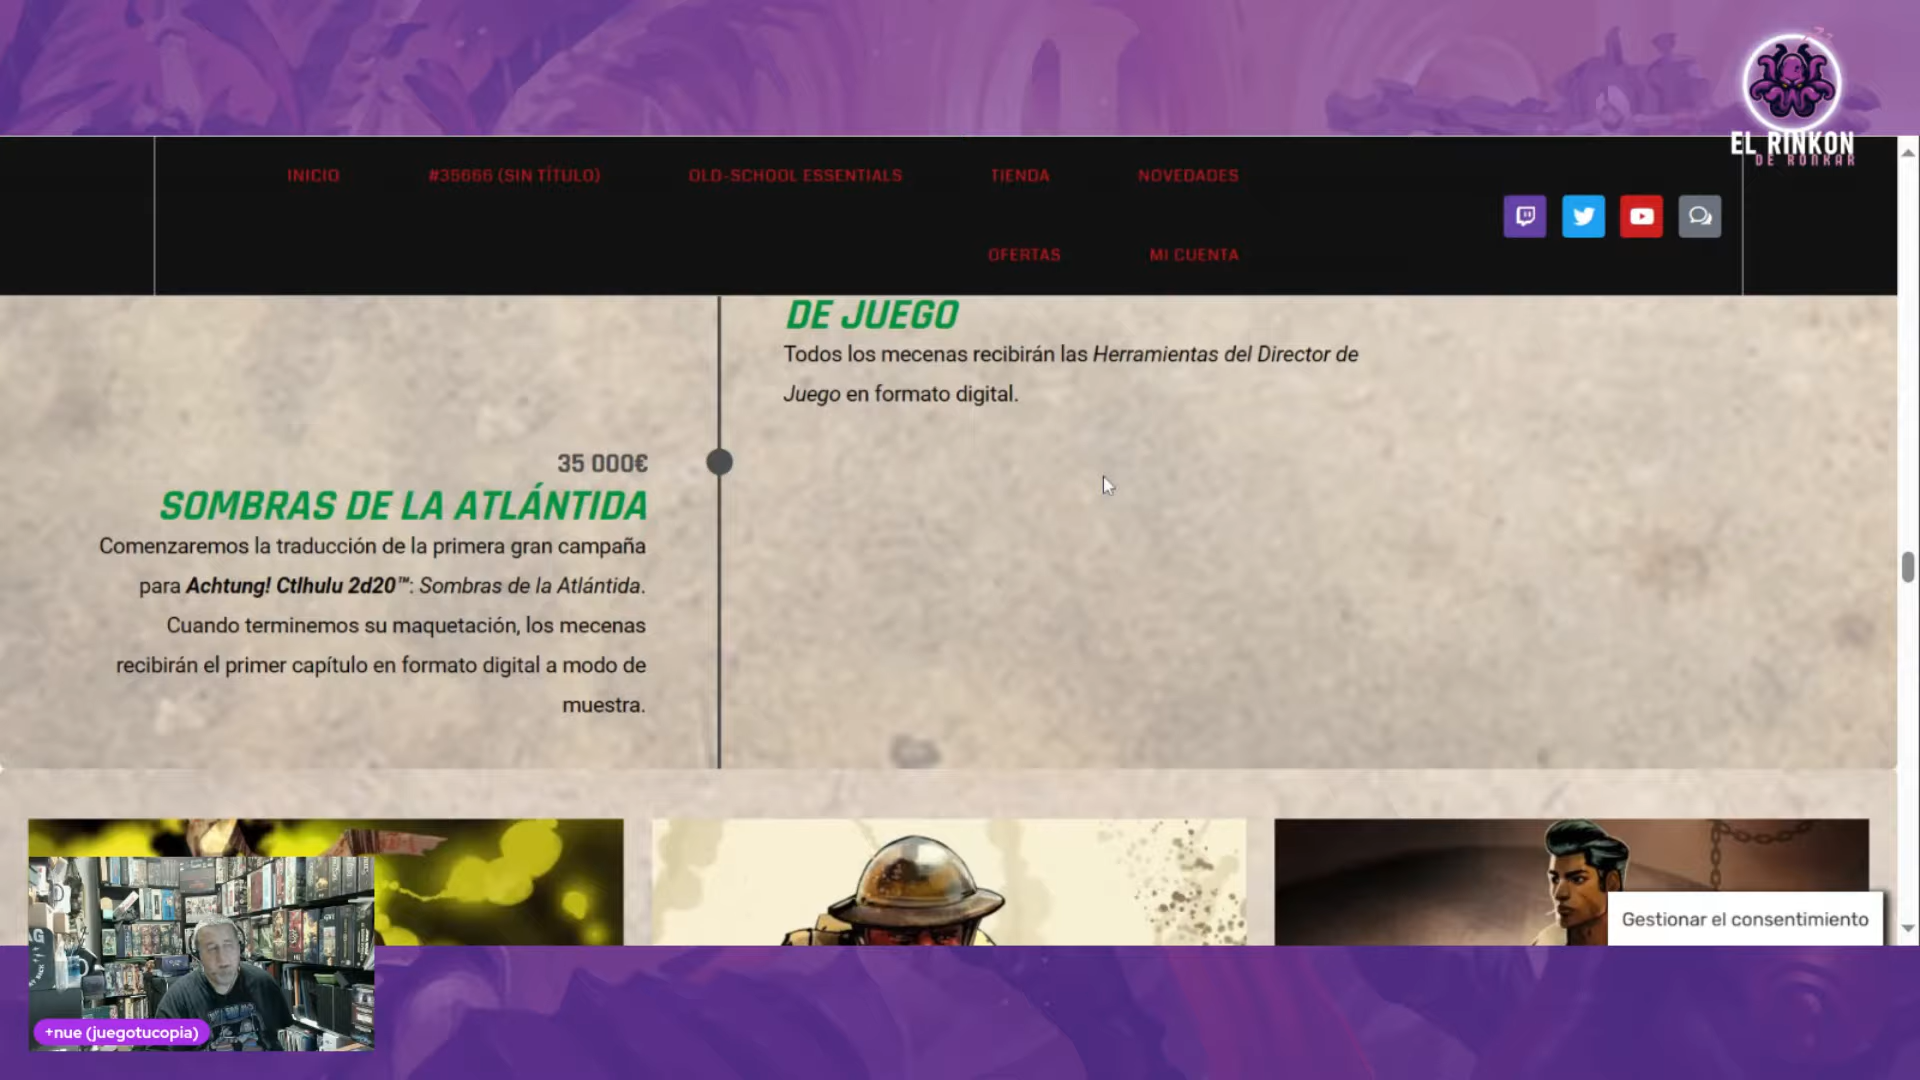 EL RINKON
DE RONKAR
INICIO
#35666 (SIN TÍTULO)
OLD-SCHOOL ESSENTIALS
TIENDA
NOVEDADES
OFERTAS
MI CUENTA
DE JUEGO
Todos los mecenas recibirán las Herramientas del Director de
Juego en formato digital.
35 000€
SOMBRAS DE LA ATLÁNTIDA
Comenzaremos la traducción de la primera gran campaña
para Achtung! Ctlhulu 2d20™: Sombras de la Atlántida.
Cuando terminemos su maquetación, los mecenas
recibirán el primer capítulo en formato digital a modo de
muestra.
Gestionar el consentimiento
+nue (juegotucopia)